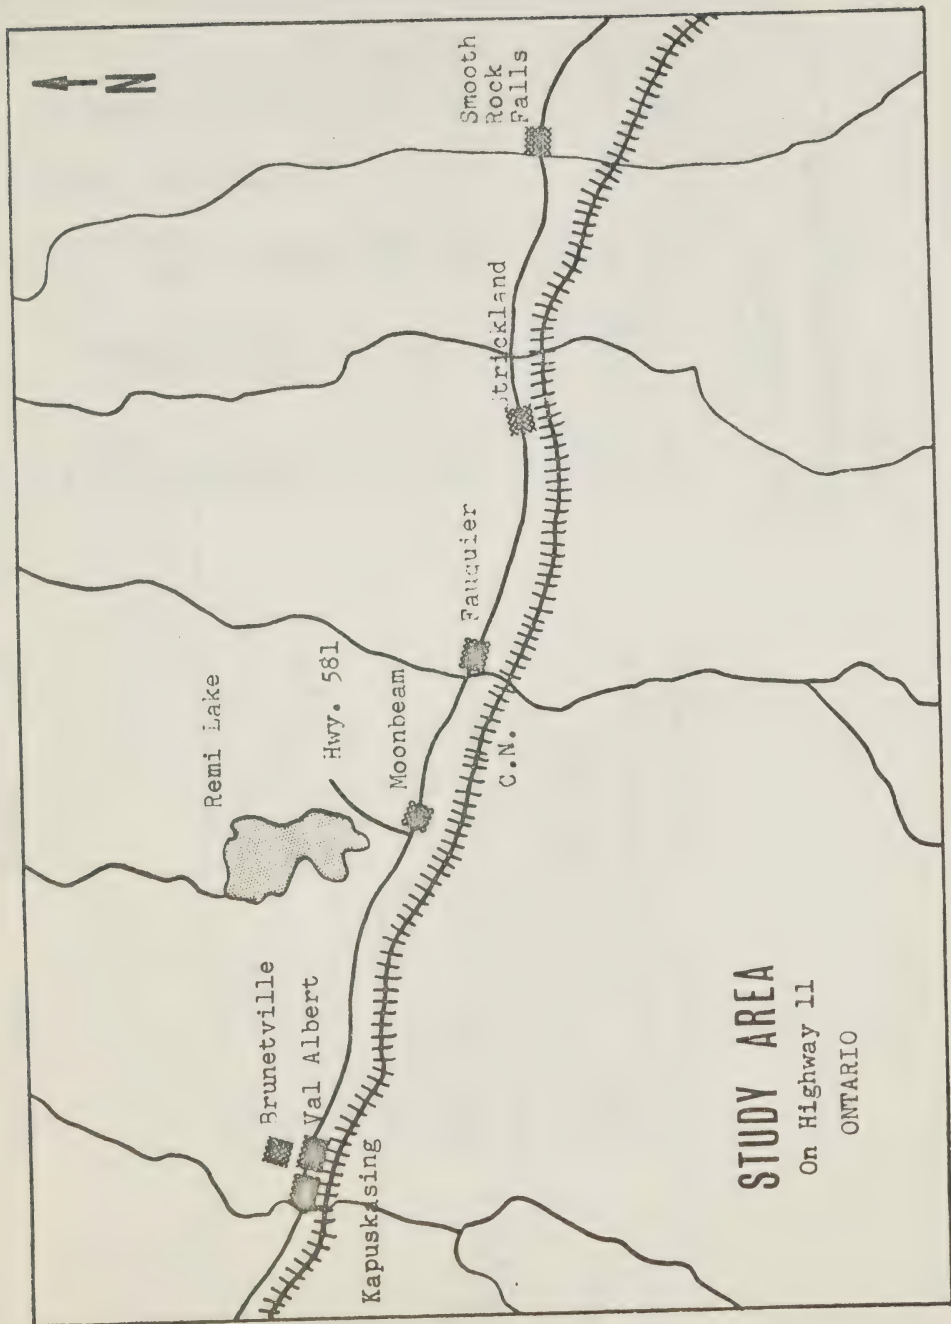 N
Remi Lake
Brunetville
Val Albert
Hwy. 581
Kapuskasing
Moonbeam
Fauquier
Smooth
Rock
Falls
Strickland
C.N.
STUDY AREA
On Highway 11
ONTARIO